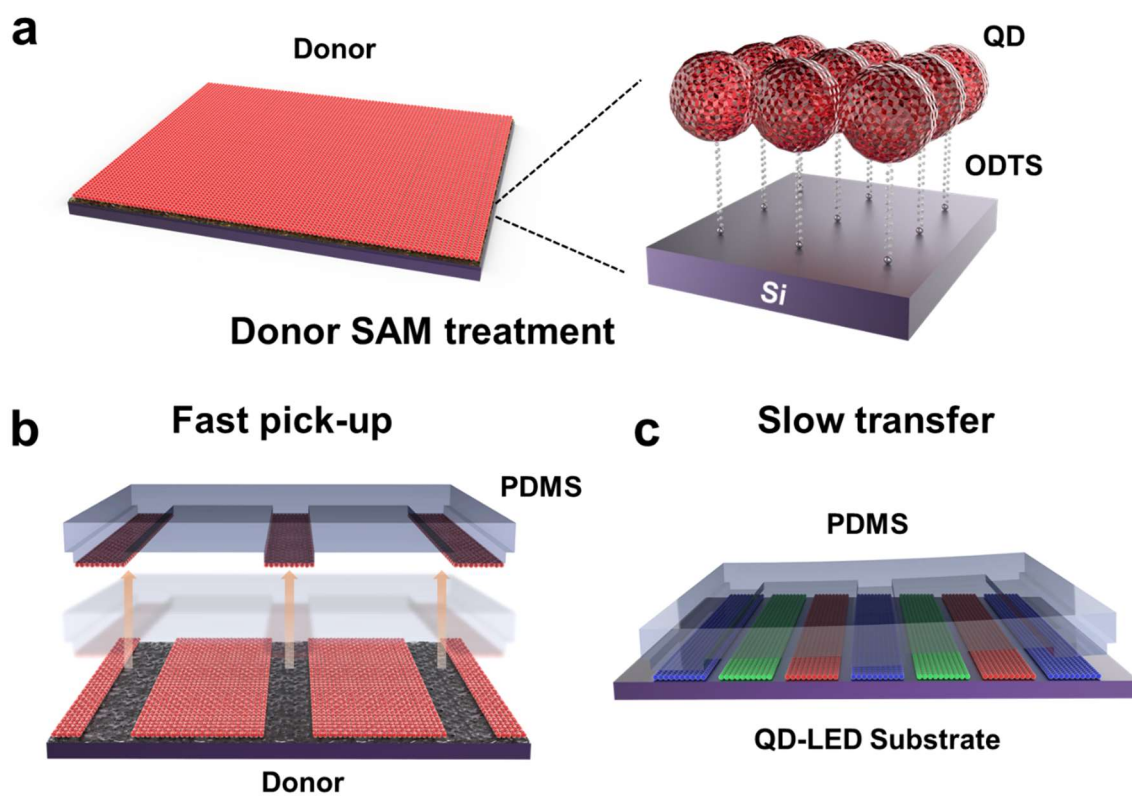 a
Donor
QD
ODTS
Si
Donor SAM treatment
b
Fast pick-up
PDMS
Donor
c
Slow transfer
PDMS
QD-LED Substrate